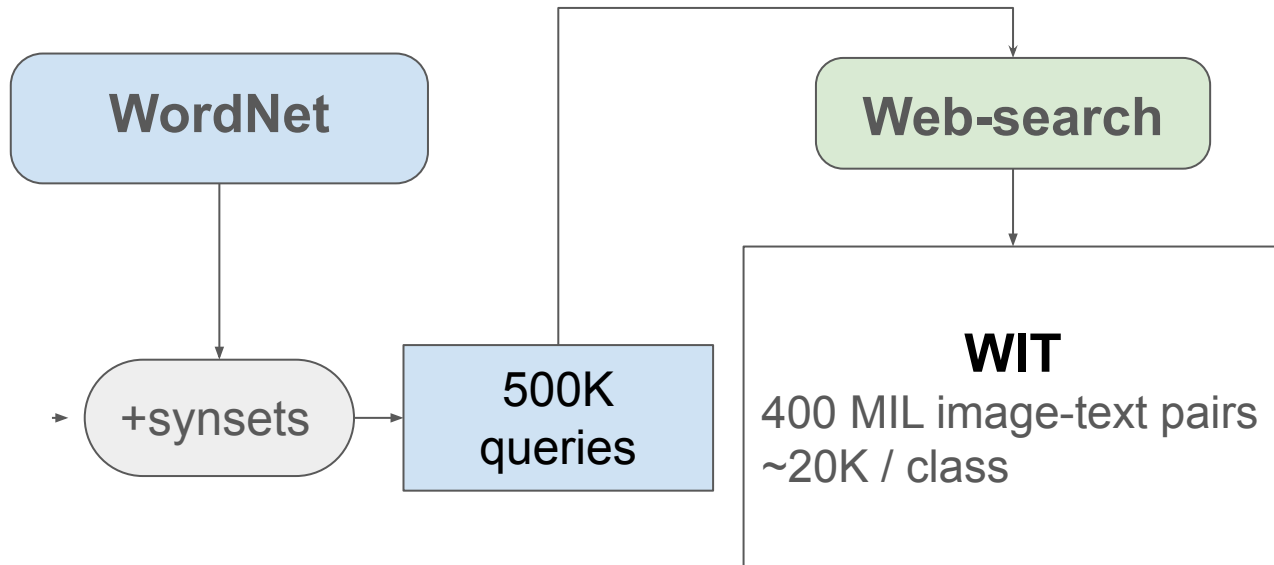 WordNet
Web-search
+synsets
500K
queries
WIT
400 MIL image-text pairs
~20K / class